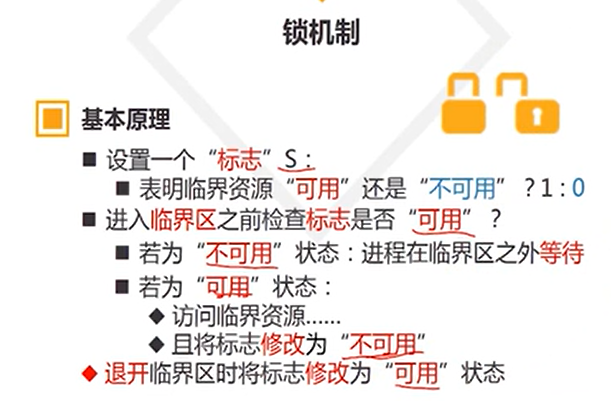 锁机制
基本原理
设置一个“标志”S：
表明临界资源“可用”还是“不可用”？1：0
进入临界区之前检查标志是否“可用”？
若为“不可用”状态：进程在临界区之外等待
若为“可用”状态：
访问临界资源……
且将标志修改为“不可用”
退开临界区时将标志修改为“可用”状态